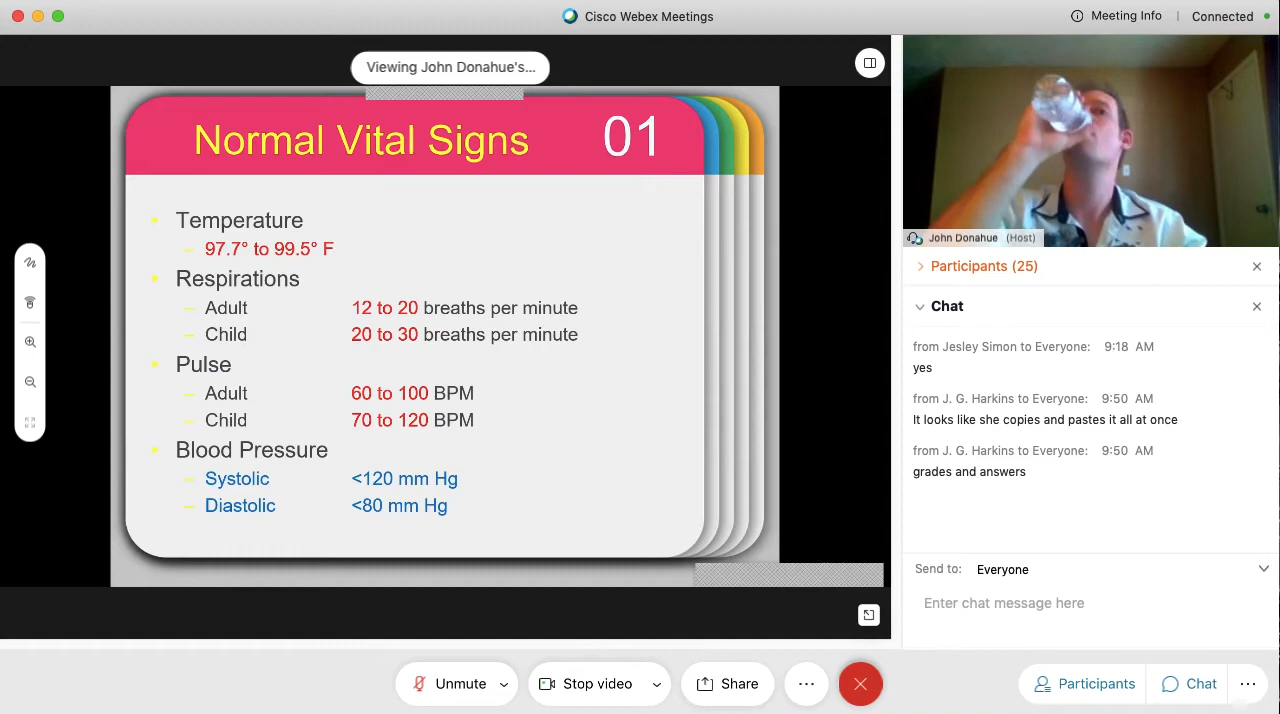 Cisco Webex Meetings
Meeting Info
Connected
Viewing John Donahue's...
Normal Vital Signs 01
Temperature
97.7° to 99.5° F
Respirations
Adult 12 to 20 breaths per minute
Child 20 to 30 breaths per minute
Pulse
Adult 60 to 100 BPM
Child 70 to 120 BPM
Blood Pressure
Systolic <120 mm Hg
Diastolic <80 mm Hg
John Donahue (Host)
Participants (25)
Chat
from Jesley Simon to Everyone: 9:18 AM
yes
from J. G. Harkins to Everyone: 9:50 AM
It looks like she copies and pastes it all at once
from J. G. Harkins to Everyone: 9:50 AM
grades and answers
Send to: Everyone
Enter chat message here
Unmute
Stop video
Share
Participants
Chat